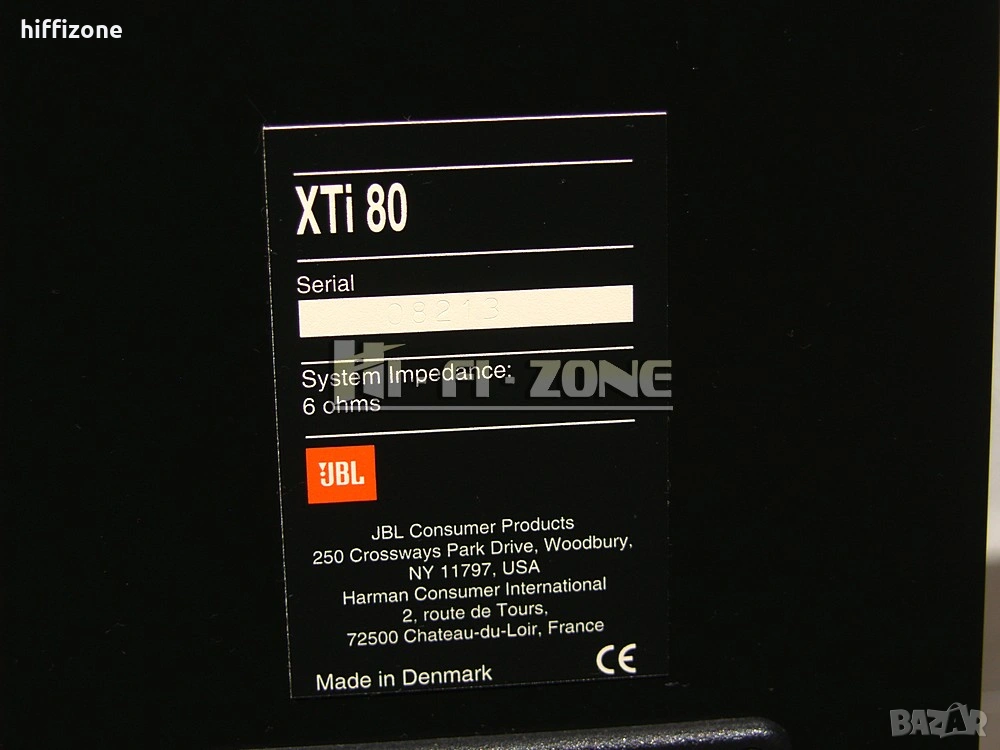 hiffizone
XTi 80
Serial
08213
System Impedance:
6 ohms
HI-FI-ZONE
JBL
JBL Consumer Products
250 Crossways Park Drive, Woodbury,
NY 11797, USA
Harman Consumer International
2, route de Tours,
72500 Chateau-du-Loir, France
Made in Denmark
CE
BAZAR